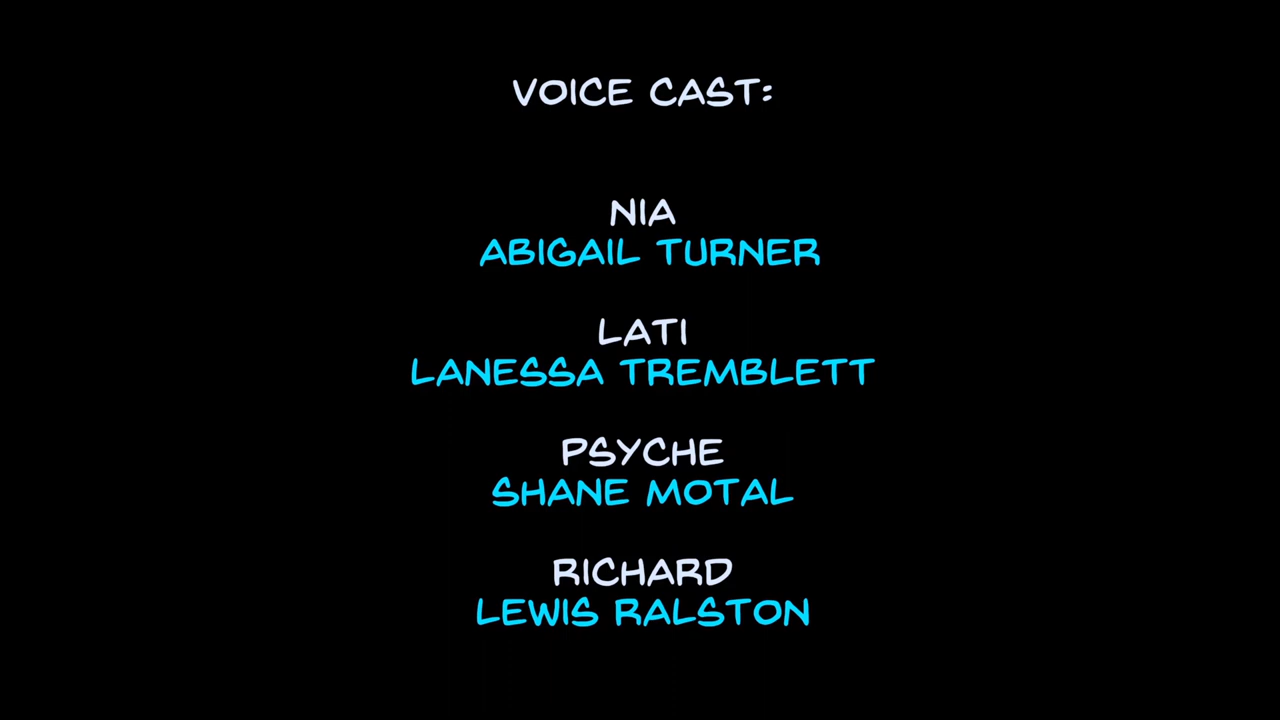 VOICE CAST:
NIA
ABIGAIL TURNER
LATI
LANESSA TREMBLETT
PSYCHE
SHANE MOTAL
RICHARD
LEWIS RALSTON